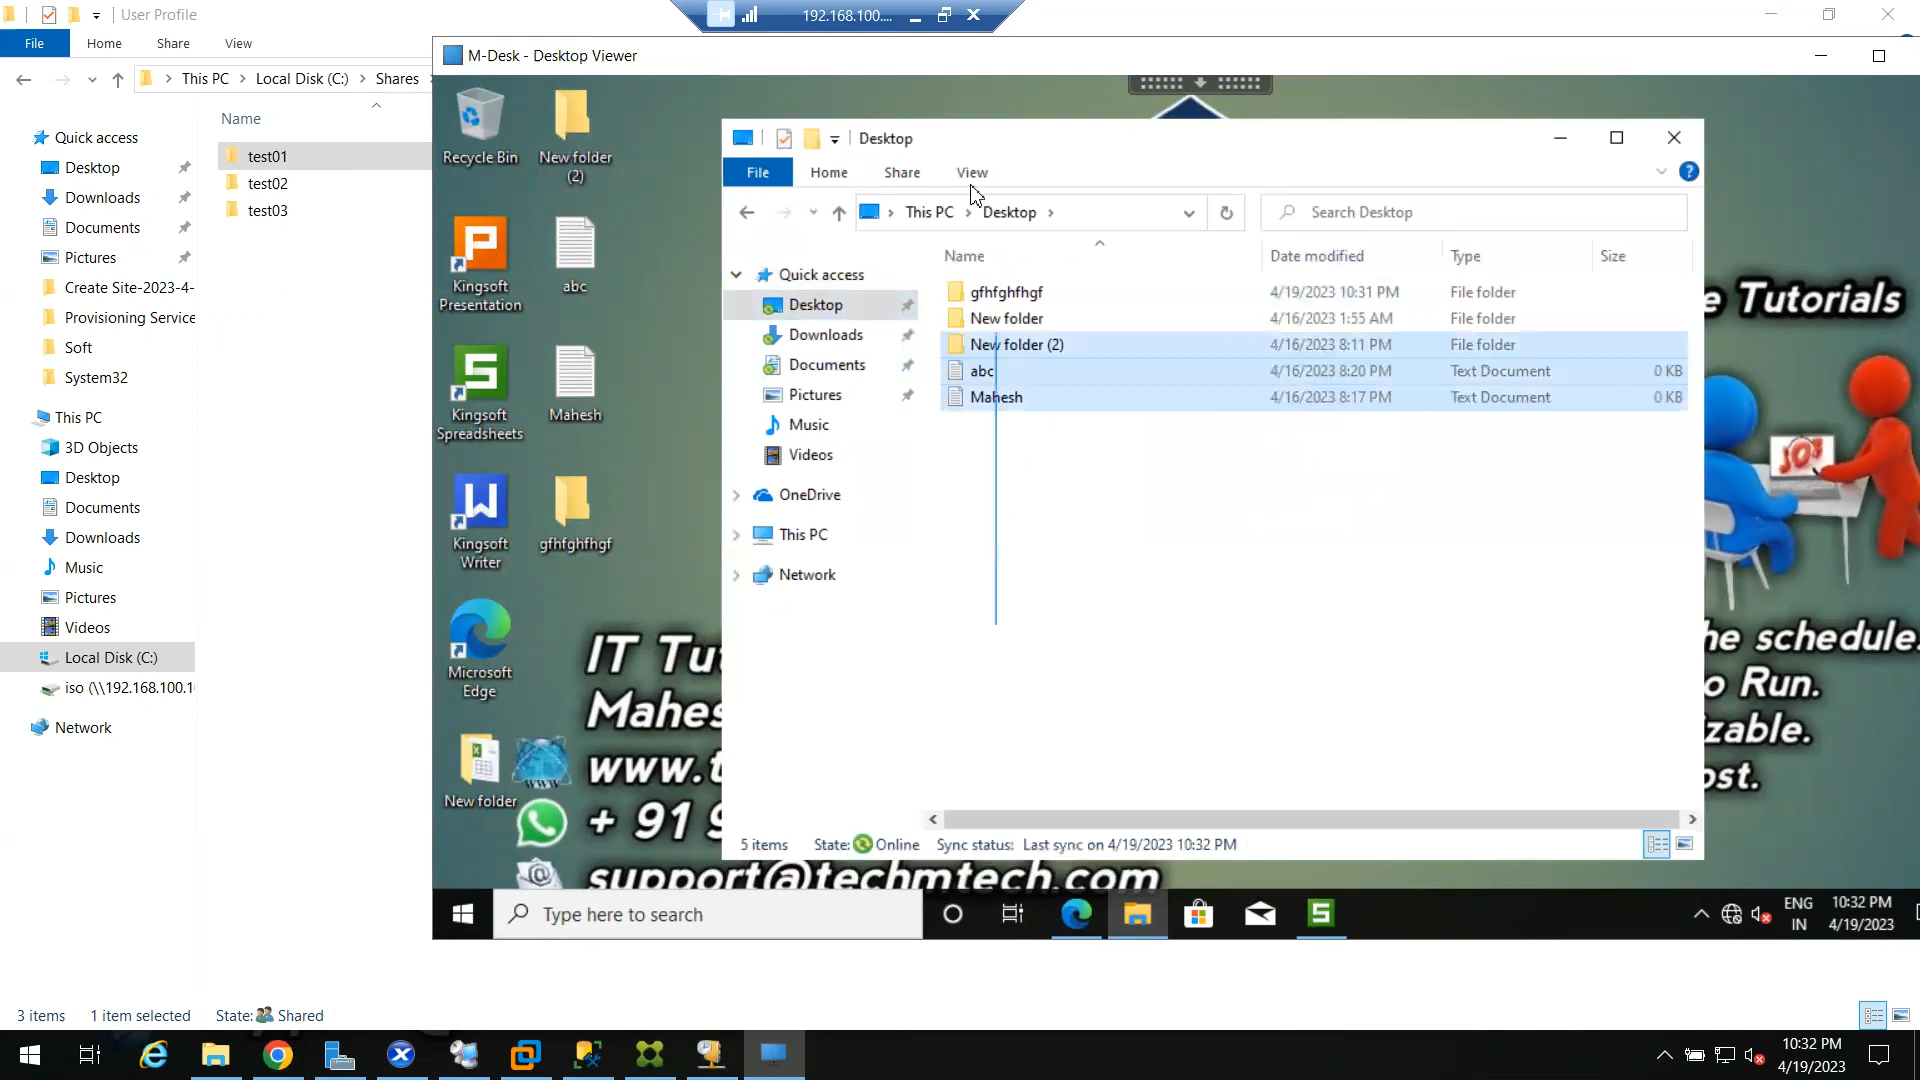 User Profile
192.168.100....
File Home Share View
M-Desk - Desktop Viewer
This PC Local Disk (C:) Shares
Name
Quick access
Desktop
Downloads
Documents
Pictures
Create Site-2023-4-
Provisioning Service
Soft
System32
This PC
3D Objects
Desktop
Documents
Downloads
Music
Pictures
Videos
Local Disk (C:)
iso (\\192.168.100.1
Network
test01
test02
test03
Recycle Bin
New folder
(2)
Kingsoft
Presentation
abc
Kingsoft
Spreadsheets
Mahesh
Kingsoft
Writer
gfhfghfhgf
Microsoft
Edge
New folder
Desktop
File Home Share View
This PC Desktop
Search Desktop
Quick access
Desktop
Downloads
Documents
Pictures
Music
Videos
OneDrive
This PC
Network
Name Date modified Type Size
gfhfghfhgf 4/19/2023 10:31 PM File folder
New folder 4/16/2023 1:55 AM File folder
New folder (2) 4/16/2023 8:11 PM File folder
abc 4/16/2023 8:20 PM Text Document 0 KB
Mahesh 4/16/2023 8:17 PM Text Document 0 KB
5 items State: Online Sync status: Last sync on 4/19/2023 10:32 PM
e Tutorials
JOB
he schedule.
o Run.
zable.
ost.
IT Tu
Mahes
www.t
+ 91 9
support@techmtech.com
Type here to search
ENG
IN
10:32 PM
4/19/2023
3 items 1 item selected State: Shared
10:32 PM
4/19/2023